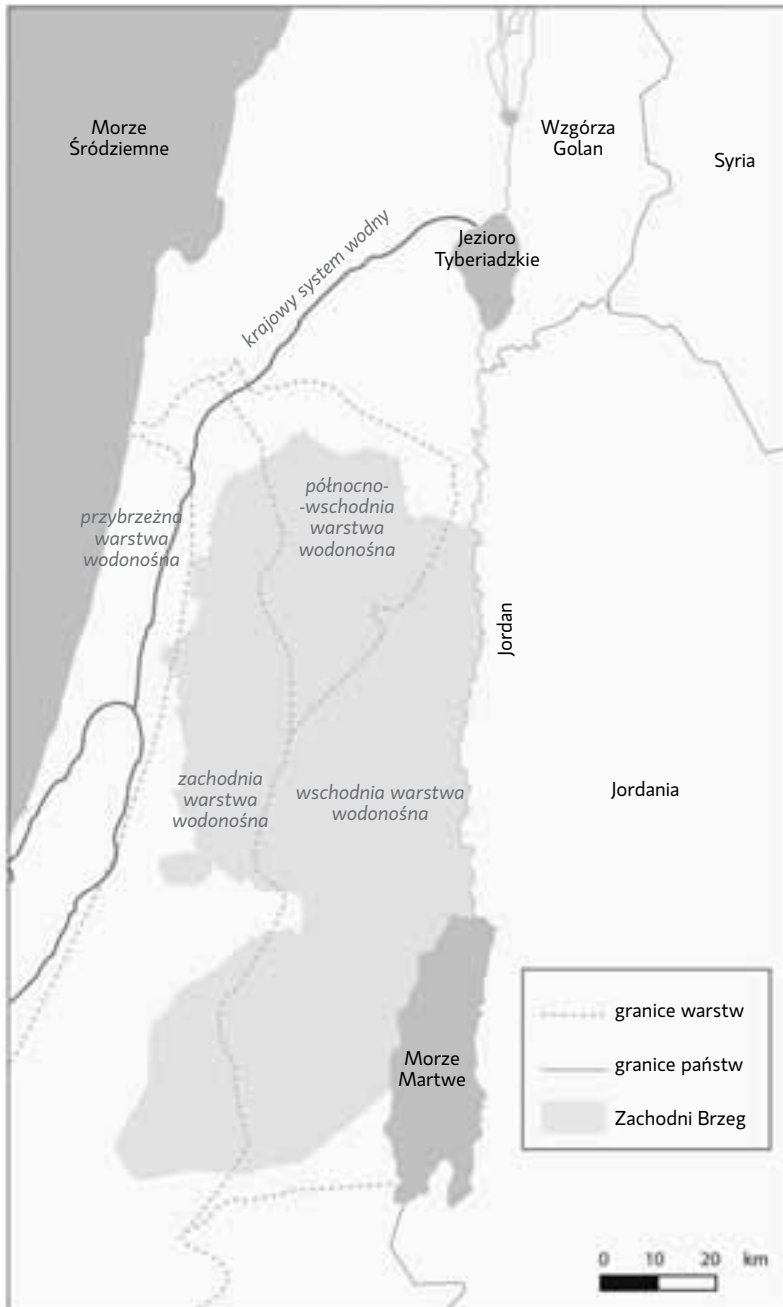 Morze
Śródziemne
Wzgórza
Golan
Syria
krajowy system wodny
Jezioro
Tyberiadzkie
północno-
-wschodnia
warstwa
wodonośna
przybrzeżna
warstwa
wodonośna
Jordan
zachodnia
warstwa
wodonośna
wschodnia warstwa
wodonośna
Jordania
Morze
Martwe
granice warstw
granice państw
Zachodni Brzeg
0 10 20 km